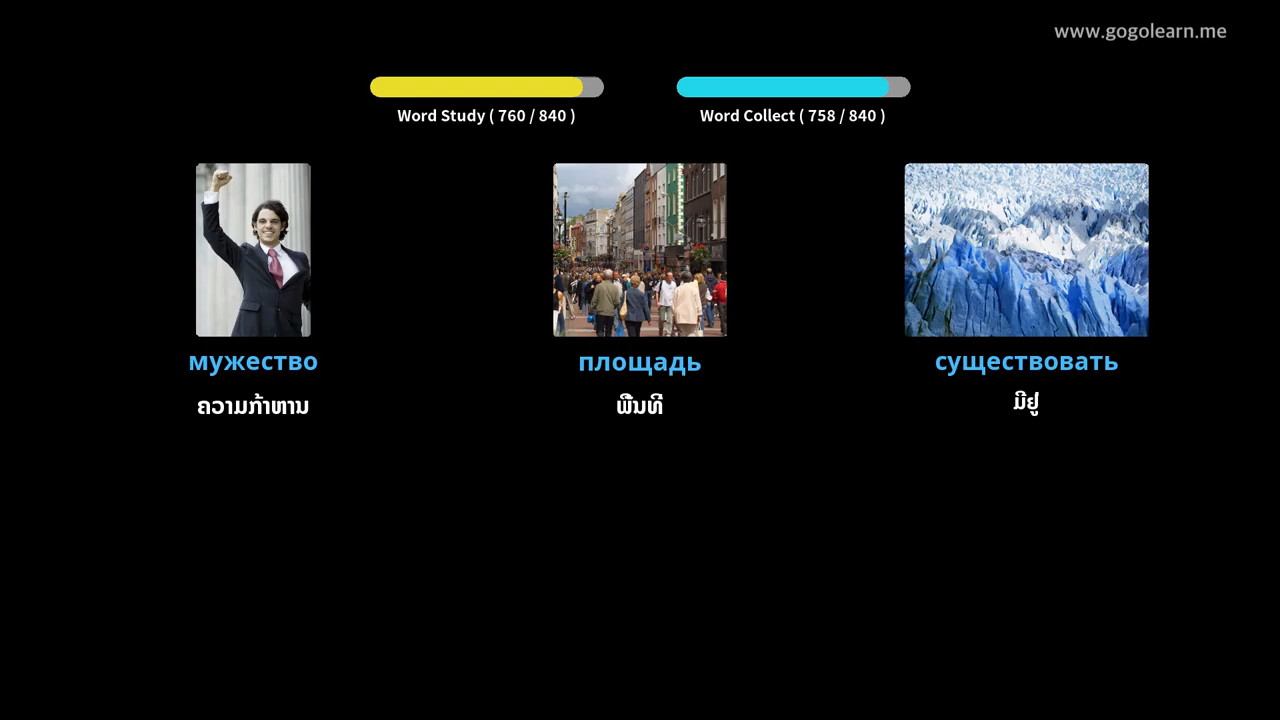 www.gogolearn.me
Word Study ( 760 / 840 )
Word Collect ( 758 / 840 )
мужество
площадь
существовать
ຄວາມກ້າຫານ
ພື້ນທີ່
ມີຢູ່